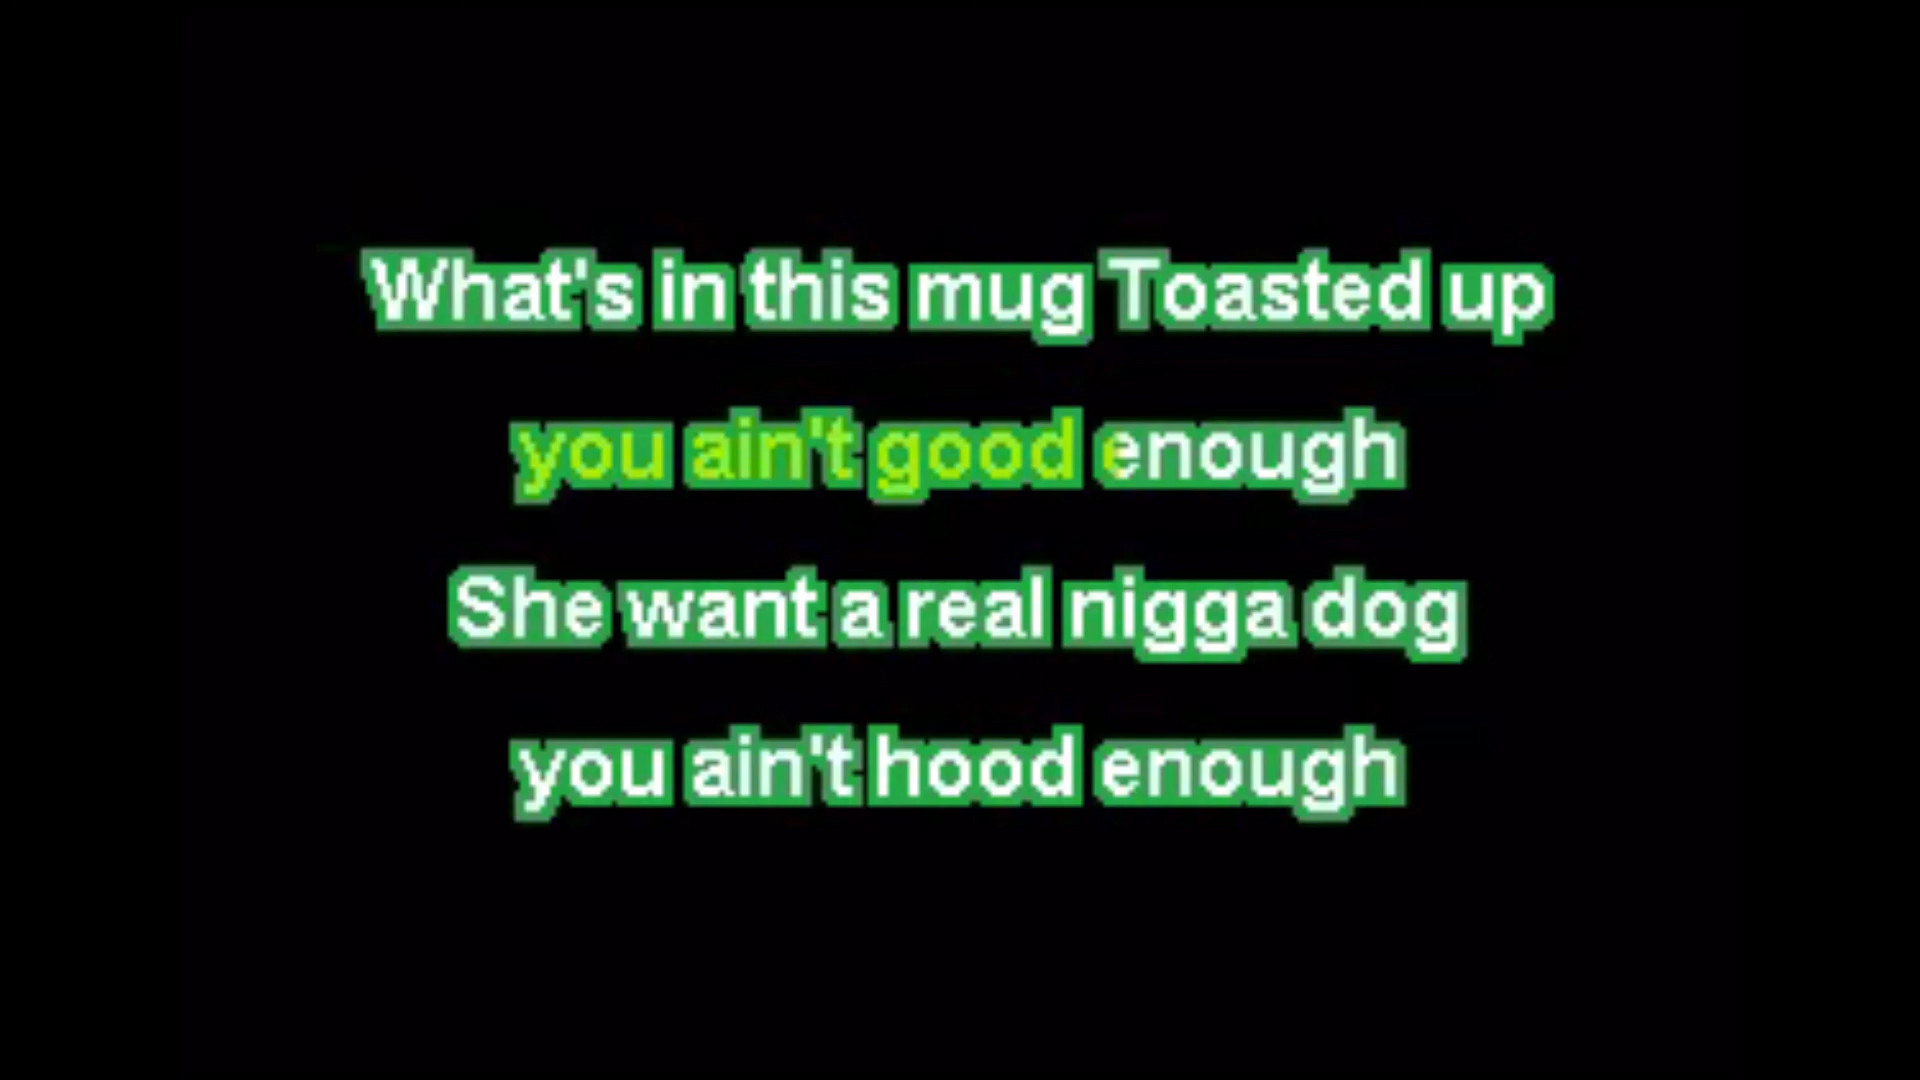 What's in this mug Toasted up
you ain't good enough
She want a real nigga dog
you ain't hood enough